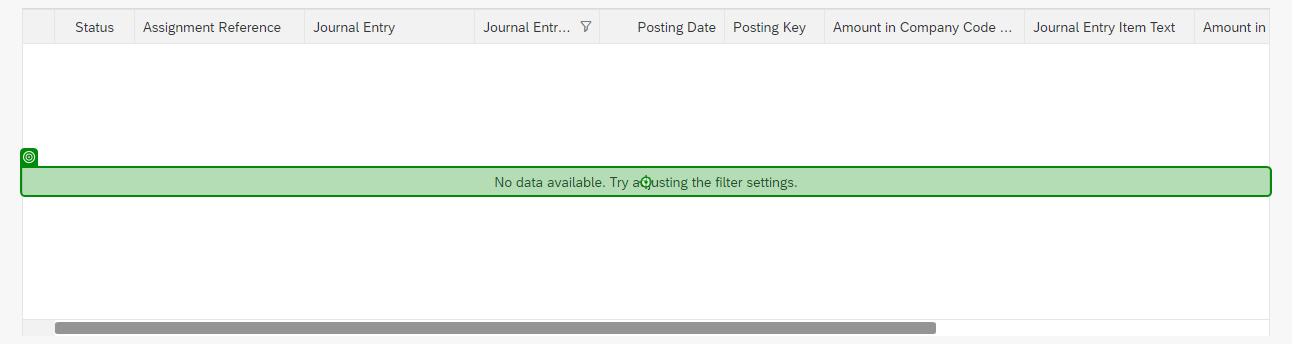 Status Assignment Reference Journal Entry Journal Entr... Posting Date Posting Key Amount in Company Code ... Journal Entry Item Text Amount in
No data available. Try adjusting the filter settings.